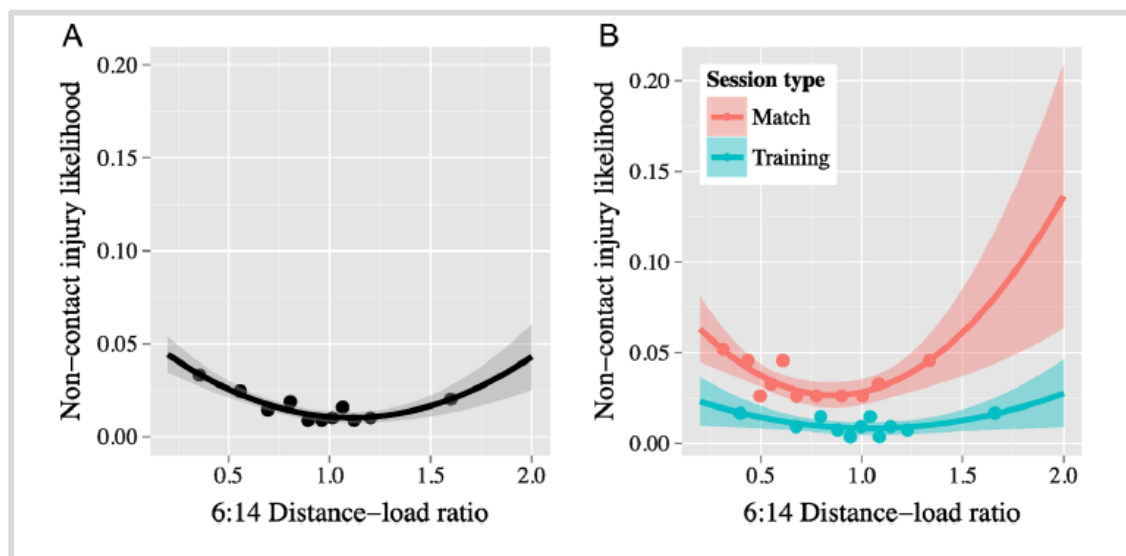 A
Non–contact injury likelihood
0.20
0.15
0.10
0.05
0.00
0.5 1.0 1.5 2.0
6:14 Distance–load ratio
B
Non–contact injury likelihood
0.20
0.15
0.10
0.05
0.00
Session type
Match
Training
0.5 1.0 1.5 2.0
6:14 Distance–load ratio